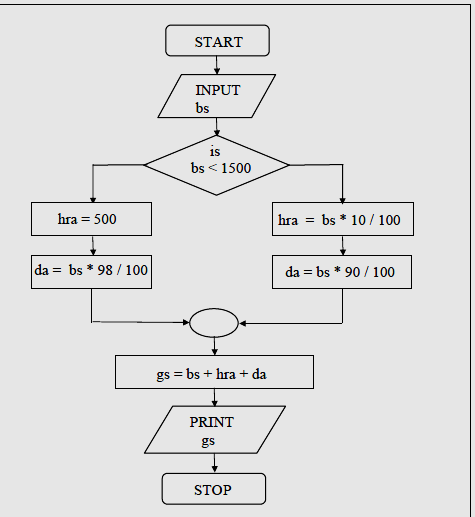 START
INPUT
bs
is
bs < 1500
hra = 500
hra = bs * 10 / 100
da = bs * 98 / 100
da = bs * 90 / 100
gs = bs + hra + da
PRINT
gs
STOP